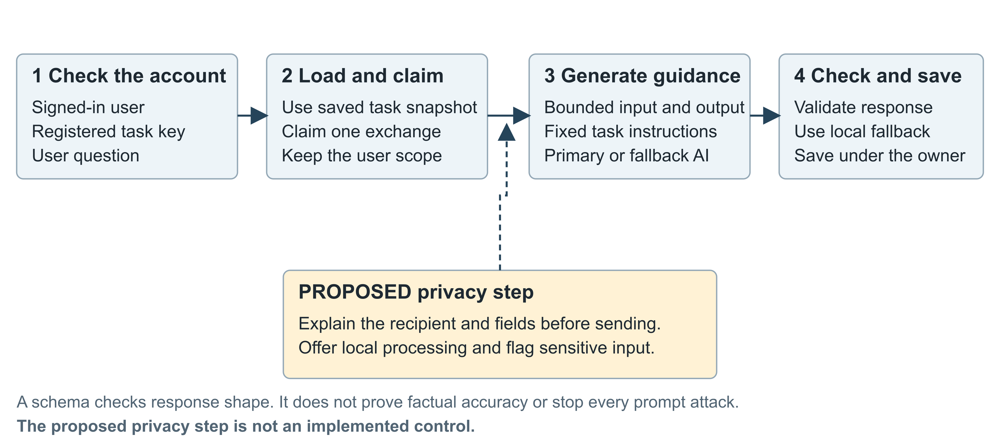 1 Check the account
Signed-in user
Registered task key
User question
2 Load and claim
Use saved task snapshot
Claim one exchange
Keep the user scope
3 Generate guidance
Bounded input and output
Fixed task instructions
Primary or fallback AI
4 Check and save
Validate response
Use local fallback
Save under the owner
PROPOSED privacy step
Explain the recipient and fields before sending.
Offer local processing and flag sensitive input.
A schema checks response shape. It does not prove factual accuracy or stop every prompt attack.
The proposed privacy step is not an implemented control.